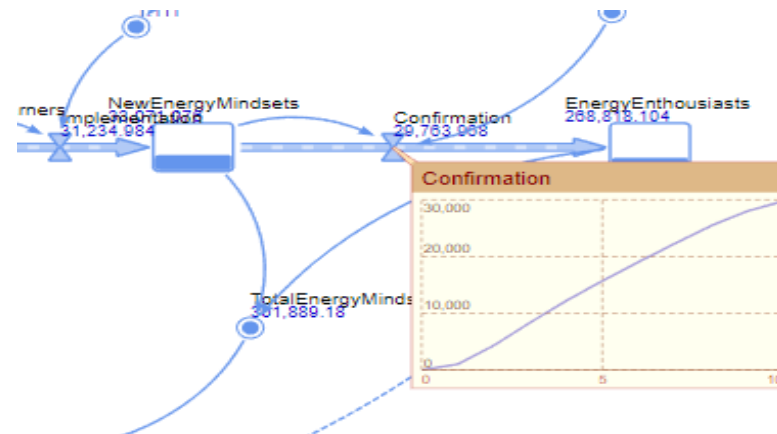 rners
Implementation
31,234.984
NewEnergyMindsets
Confirmation
29,763.968
EnergyEnthousiasts
268,818.104
Confirmation
30,000
20,000
10,000
0
0
5
10
TotalEnergyMinds
301,889.18